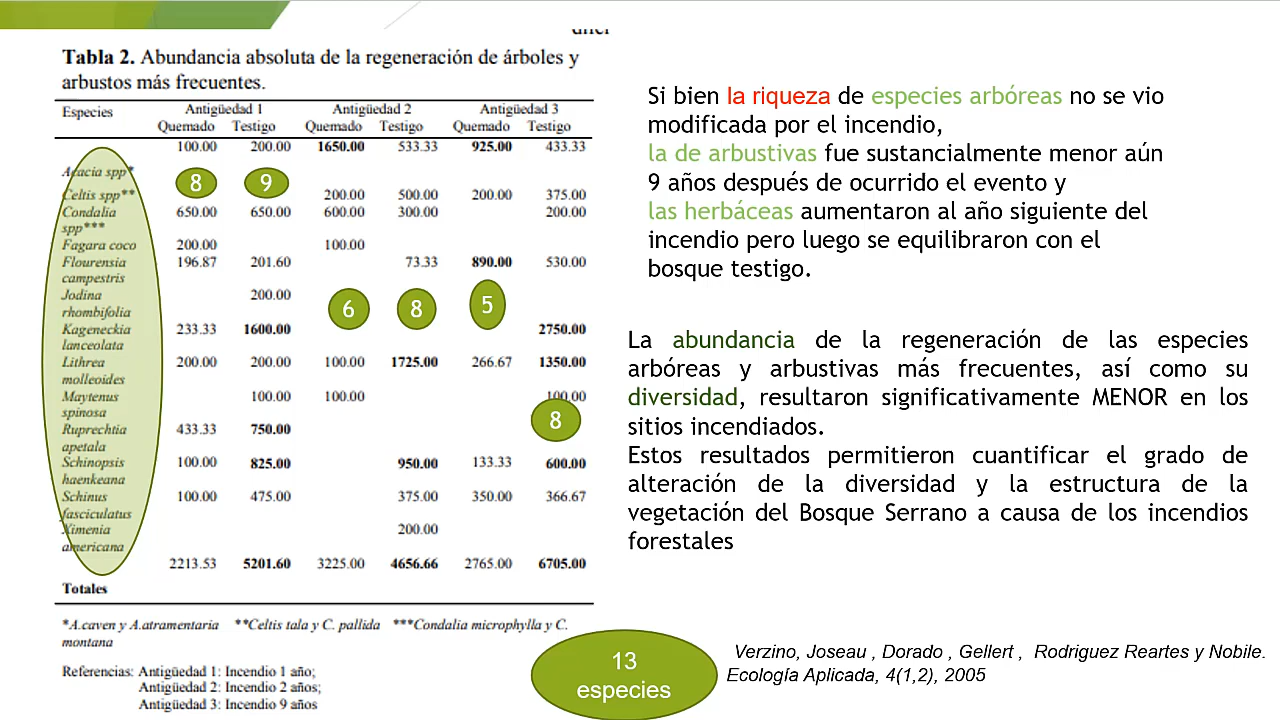 Tabla 2. Abundancia absoluta de la regeneración de árboles y
arbustos más frecuentes.
Especies Antigüedad 1 Antigüedad 2 Antigüedad 3
Quemado Testigo Quemado Testigo Quemado Testigo
100.00 200.00 1650.00 533.33 925.00 433.33
Acacia spp* 8 9
Celtis spp** 200.00 500.00 200.00 375.00
Condalia 650.00 650.00 600.00 300.00 200.00
spp***
Fagara coco 200.00 100.00
Flourensia 196.87 201.60 73.33 890.00 530.00
campestris
Jodina 200.00
rhombifolia 6 8 5
Kageneckia 233.33 1600.00 2750.00
lanceolata
Lithrea 200.00 200.00 100.00 1725.00 266.67 1350.00
molleoides
Maytenus 100.00 100.00 100.00
spinosa 8
Ruprechtia 433.33 750.00
apetala
Schinopsis 100.00 825.00 950.00 133.33 600.00
haenkeana
Schinus 100.00 475.00 375.00 350.00 366.67
fasciculatus
Ximenia 200.00
americana
2213.53 5201.60 3225.00 4656.66 2765.00 6705.00
Totales
*A.caven y A.atramentaria **Celtis tala y C. pallida ***Condalia microphylla y C.
montana
Referencias: Antigüedad 1: Incendio 1 año;
Antigüedad 2: Incendio 2 años;
Antigüedad 3: Incendio 9 años
13
especies
Si bien la riqueza de especies arbóreas no se vio
modificada por el incendio,
la de arbustivas fue sustancialmente menor aún
9 años después de ocurrido el evento y
las herbáceas aumentaron al año siguiente del
incendio pero luego se equilibraron con el
bosque testigo.
La abundancia de la regeneración de las especies
arbóreas y arbustivas más frecuentes, así como su
diversidad, resultaron significativamente MENOR en los
sitios incendiados.
Estos resultados permitieron cuantificar el grado de
alteración de la diversidad y la estructura de la
vegetación del Bosque Serrano a causa de los incendios
forestales
Verzino, Joseau , Dorado , Gellert , Rodriguez Reartes y Nobile.
Ecología Aplicada, 4(1,2), 2005